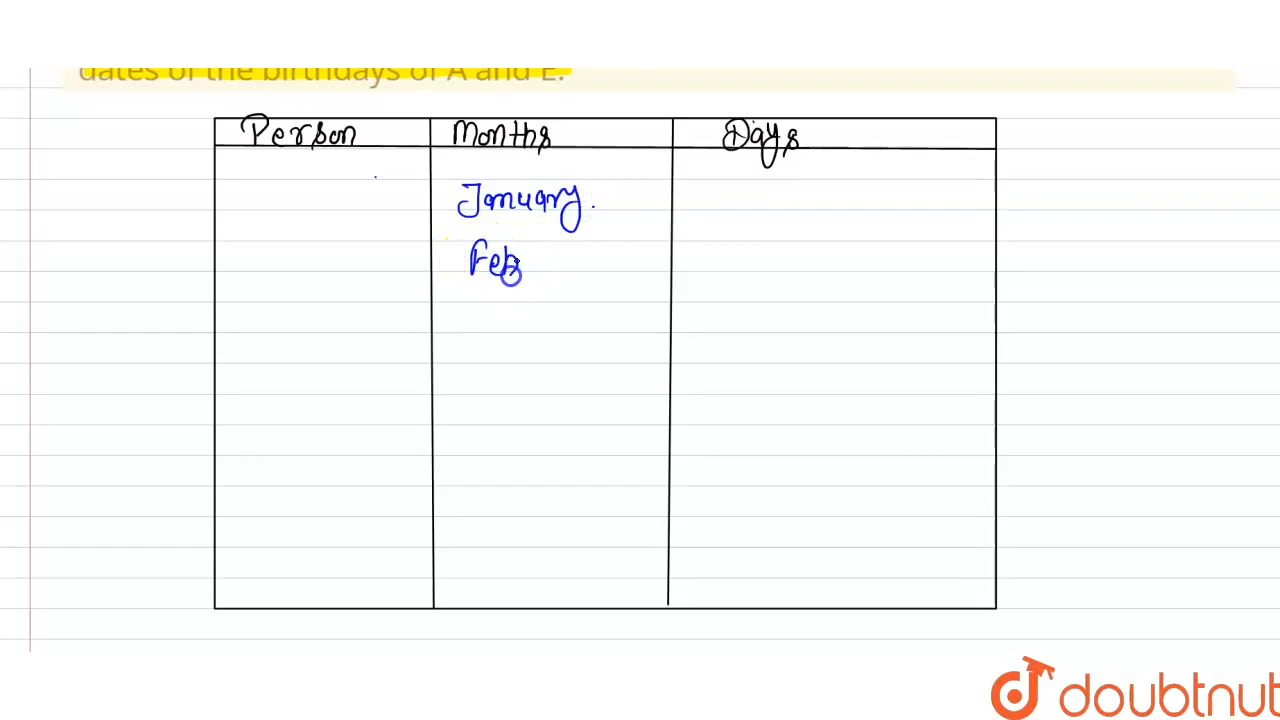 dates of the birthdays of A and E.
Person Months Days
January.
Feb
doubtnut